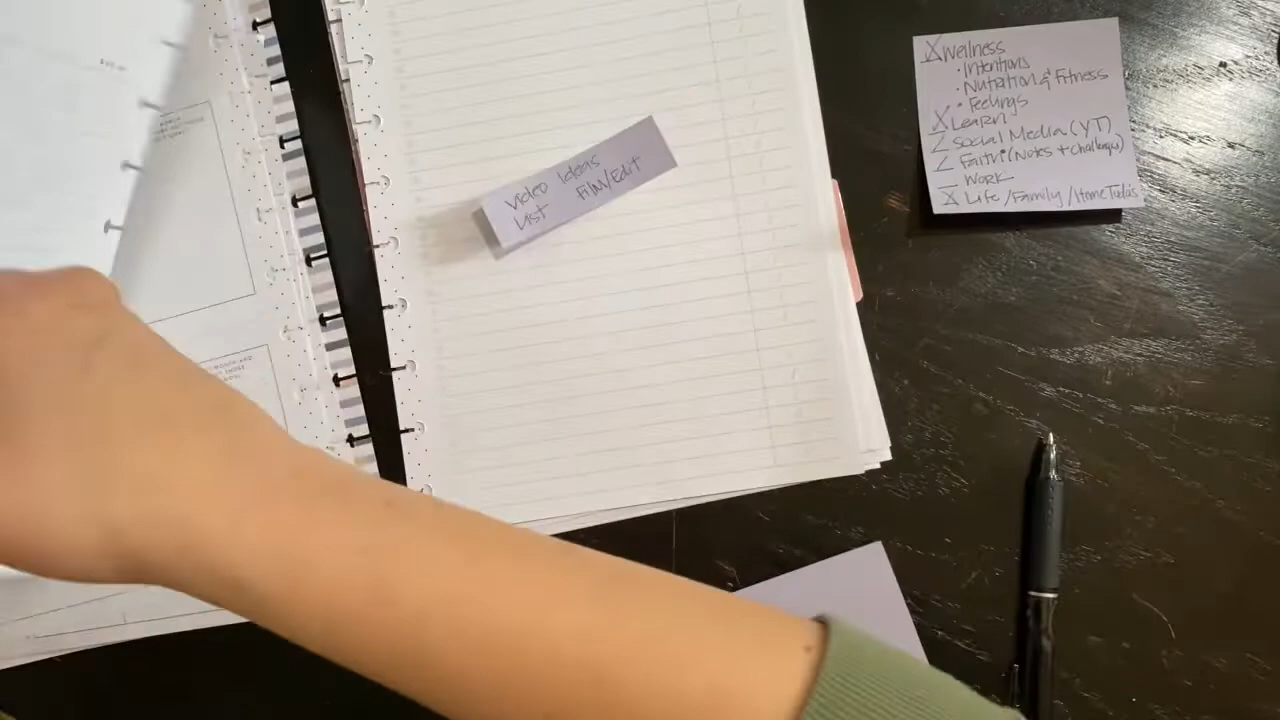 Video Ideas
List Film/Edit
X Wellness
• Intentions
• Nutrition & Fitness
• Feelings
X Learn
Social Media (YT)
Faith (Notes + Challenges)
Work
X Life/Family/Home Todos